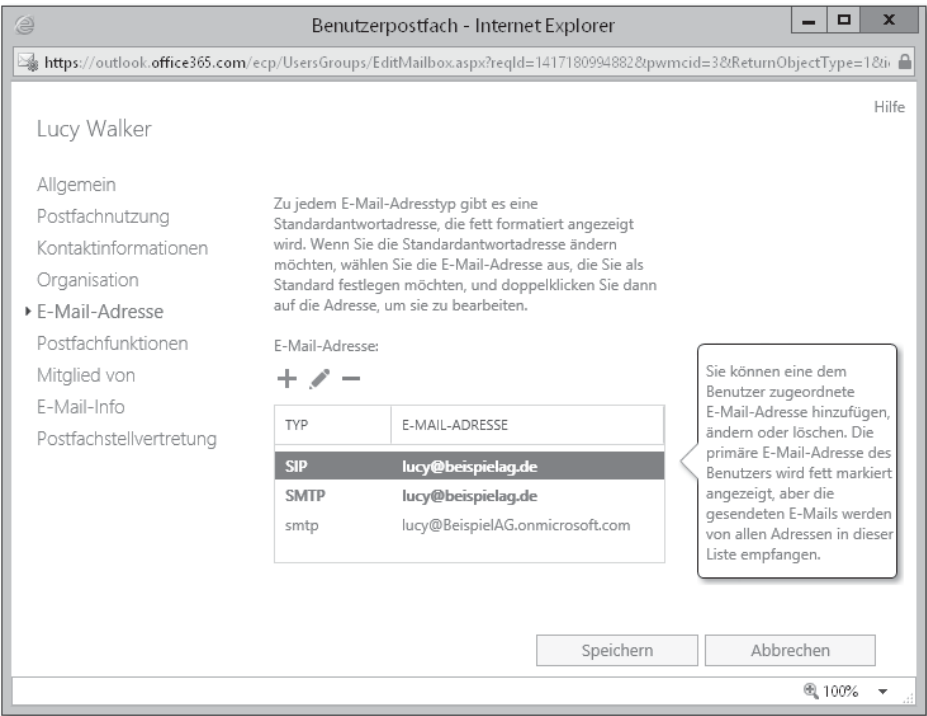 Benutzerpostfach - Internet Explorer
https://outlook.office365.com/ecp/UsersGroups/EditMailbox.aspx?reqId=1417180994882&pwmcid=3&ReturnObjectType=1&i
Hilfe
Lucy Walker
Allgemein
Postfachnutzung
Kontaktinformationen
Organisation
E-Mail-Adresse
Postfachfunktionen
Mitglied von
E-Mail-Info
Postfachstellvertretung
Zu jedem E-Mail-Adresstyp gibt es eine
Standardantwortadresse, die fett formatiert angezeigt
wird. Wenn Sie die Standardantwortadresse ändern
möchten, wählen Sie die E-Mail-Adresse aus, die Sie als
Standard festlegen möchten, und doppelklicken Sie dann
auf die Adresse, um sie zu bearbeiten.
E-Mail-Adresse:
TYP E-MAIL-ADRESSE
SIP lucy@beispielag.de
SMTP lucy@beispielag.de
smtp lucy@BeispielAG.onmicrosoft.com
Sie können eine dem
Benutzer zugeordnete
E-Mail-Adresse hinzufügen,
ändern oder löschen. Die
primäre E-Mail-Adresse des
Benutzers wird fett markiert
angezeigt, aber die
gesendeten E-Mails werden
von allen Adressen in dieser
Liste empfangen.
Speichern Abbrechen
100%